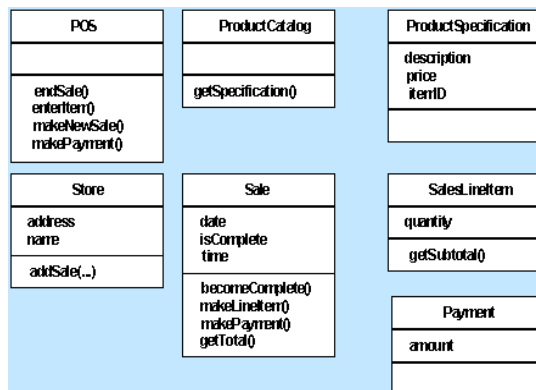 POS
endSale()
enterItem()
makeNewSale()
makePayment()
ProductCatalog
getSpecification()
ProductSpecification
description
price
itemID
Store
address
name
addSale(...)
Sale
date
isComplete
time
becomeComplete()
makeLineItem()
makePayment()
getTotal()
SalesLineItem
quantity
getSubtotal()
Payment
amount